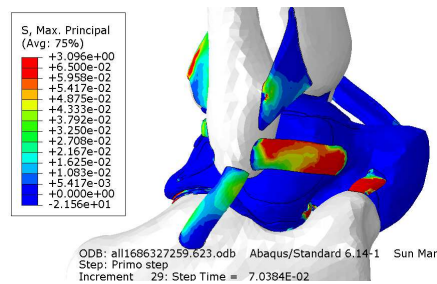 S, Max. Principal
(Avg: 75%)
+3.096e+00
+6.500e-02
+5.958e-02
+5.417e-02
+4.875e-02
+4.333e-02
+3.792e-02
+3.250e-02
+2.708e-02
+2.167e-02
+1.625e-02
+1.083e-02
+5.417e-03
+0.000e+00
-2.156e+01
ODB: all1686327259.623.odb Abaqus/Standard 6.14-1 Sun Mar
Step: Primo step
Increment 29: Step Time = 7.0384E-02